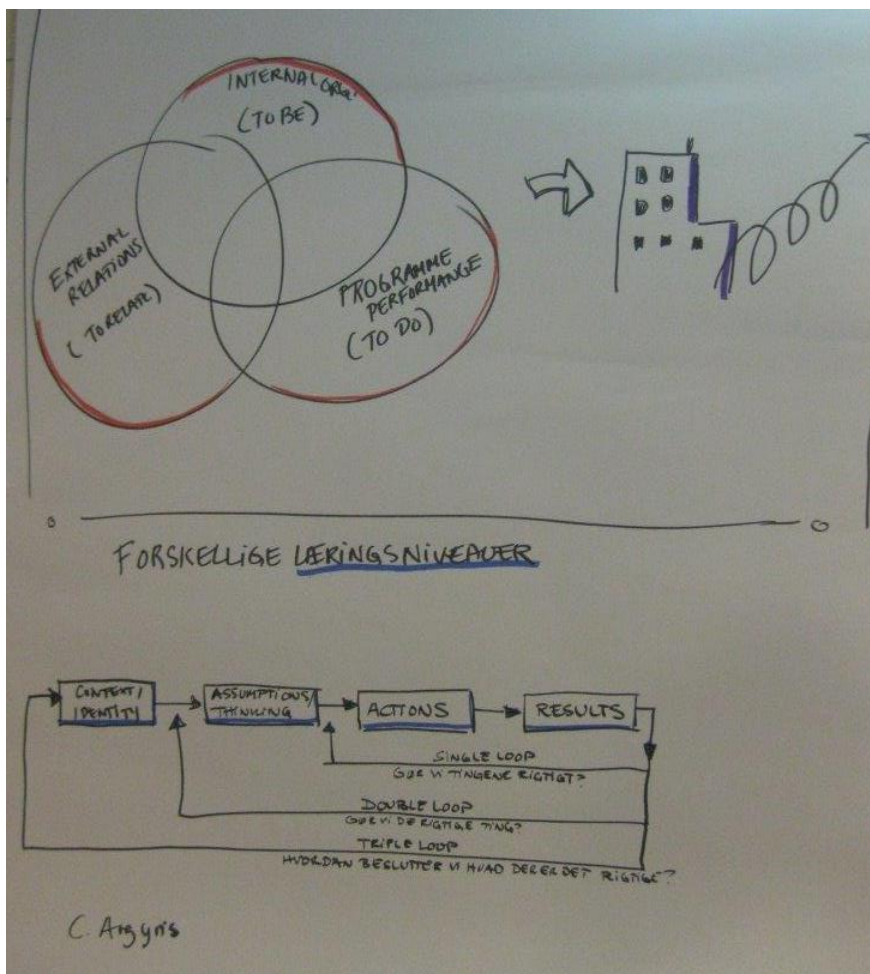 INTERNAL ORG.
(TO BE)
EXTERNAL
RELATIONS
(TO RELATE)
PROGRAMME
PERFORMANCE
(TO DO)
FORSKELLIGE LÆRINGSNIVEAUER
CONTEXT/
IDENTITY
ASSUMPTIONS/
THINKING
ACTIONS
RESULTS
SINGLE LOOP
GØR VI TINGENE RIGTIGT?
DOUBLE LOOP
GØR VI DE RIGTIGE TING?
TRIPLE LOOP
HVORDAN BESLUTTER VI HVAD DER ER DET RIGTIGE?
C. Argyris